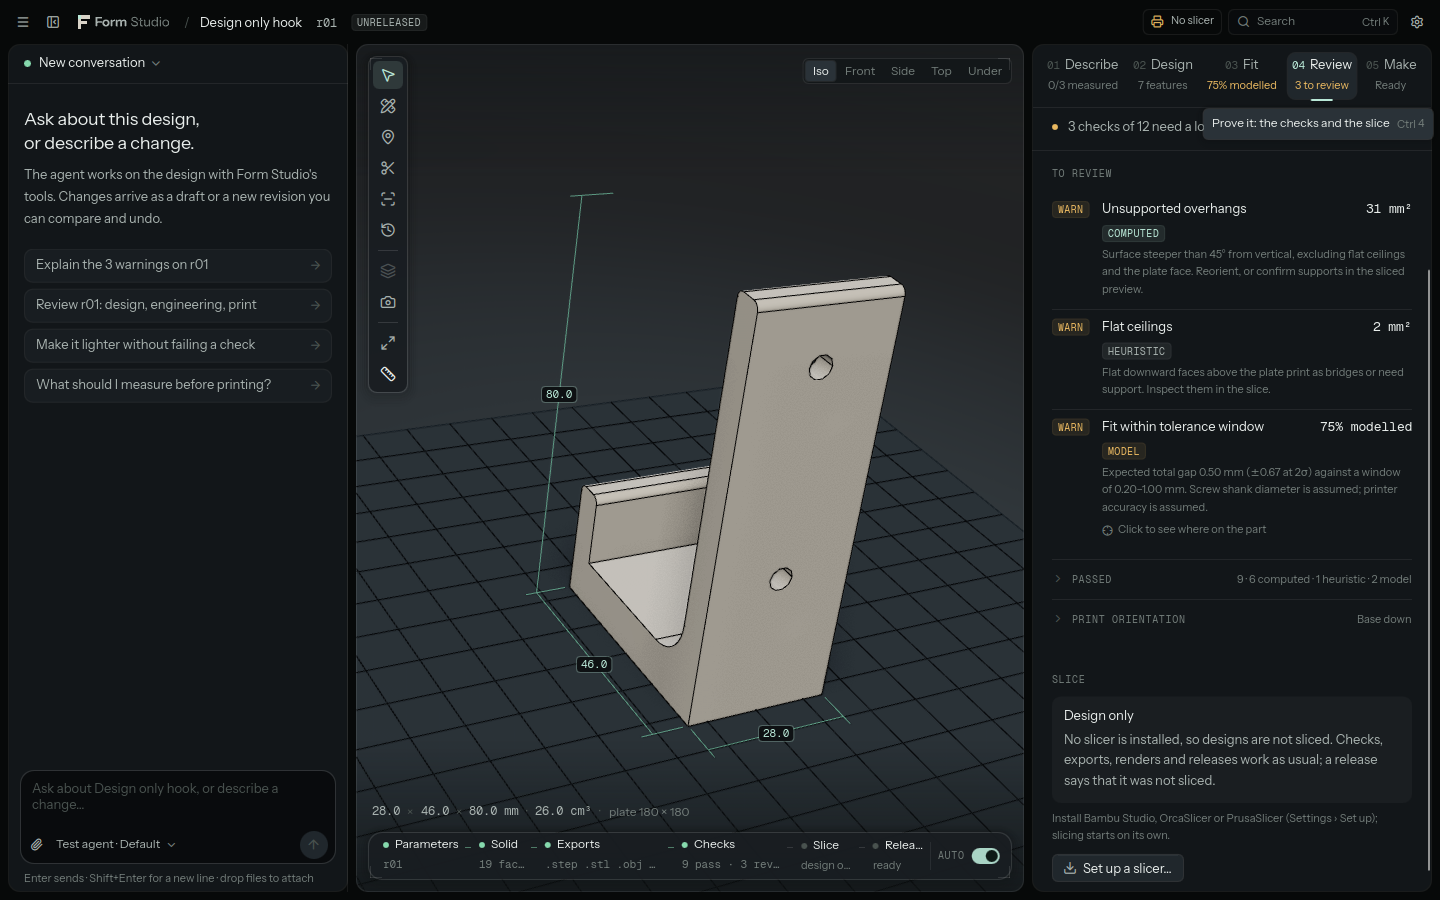 Form Studio / Design only hook r01 UNRELEASED
No slicer
Search Ctrl K
New conversation
Ask about this design,
or describe a change.
The agent works on the design with Form Studio's
tools. Changes arrive as a draft or a new revision you
can compare and undo.
Explain the 3 warnings on r01
Review r01: design, engineering, print
Make it lighter without failing a check
What should I measure before printing?
Ask about Design only hook, or describe a
change...
Test agent · Default
Enter sends · Shift+Enter for a new line · drop files to attach
Iso Front Side Top Under
80.0
46.0
28.0
28.0 × 46.0 × 80.0 mm · 26.0 cm³ · plate 180 × 180
Parameters
r01
Solid
19 fac…
Exports
.step .stl .obj …
Checks
9 pass · 3 rev…
Slice
design o…
Relea…
ready
AUTO
01 Describe
0/3 measured
02 Design
7 features
03 Fit
75% modelled
04 Review
3 to review
05 Make
Ready
3 checks of 12 need a lo
Prove it: the checks and the slice Ctrl 4
TO REVIEW
WARN Unsupported overhangs 31 mm²
COMPUTED
Surface steeper than 45° from vertical, excluding flat ceilings
and the plate face. Reorient, or confirm supports in the sliced
preview.
WARN Flat ceilings 2 mm²
HEURISTIC
Flat downward faces above the plate print as bridges or need
support. Inspect them in the slice.
WARN Fit within tolerance window 75% modelled
MODEL
Expected total gap 0.50 mm (±0.67 at 2σ) against a window
of 0.20–1.00 mm. Screw shank diameter is assumed; printer
accuracy is assumed.
Click to see where on the part
PASSED 9 · 6 computed · 1 heuristic · 2 model
PRINT ORIENTATION Base down
SLICE
Design only
No slicer is installed, so designs are not sliced. Checks,
exports, renders and releases work as usual; a release
says that it was not sliced.
Install Bambu Studio, OrcaSlicer or PrusaSlicer (Settings › Set up);
slicing starts on its own.
Set up a slicer...